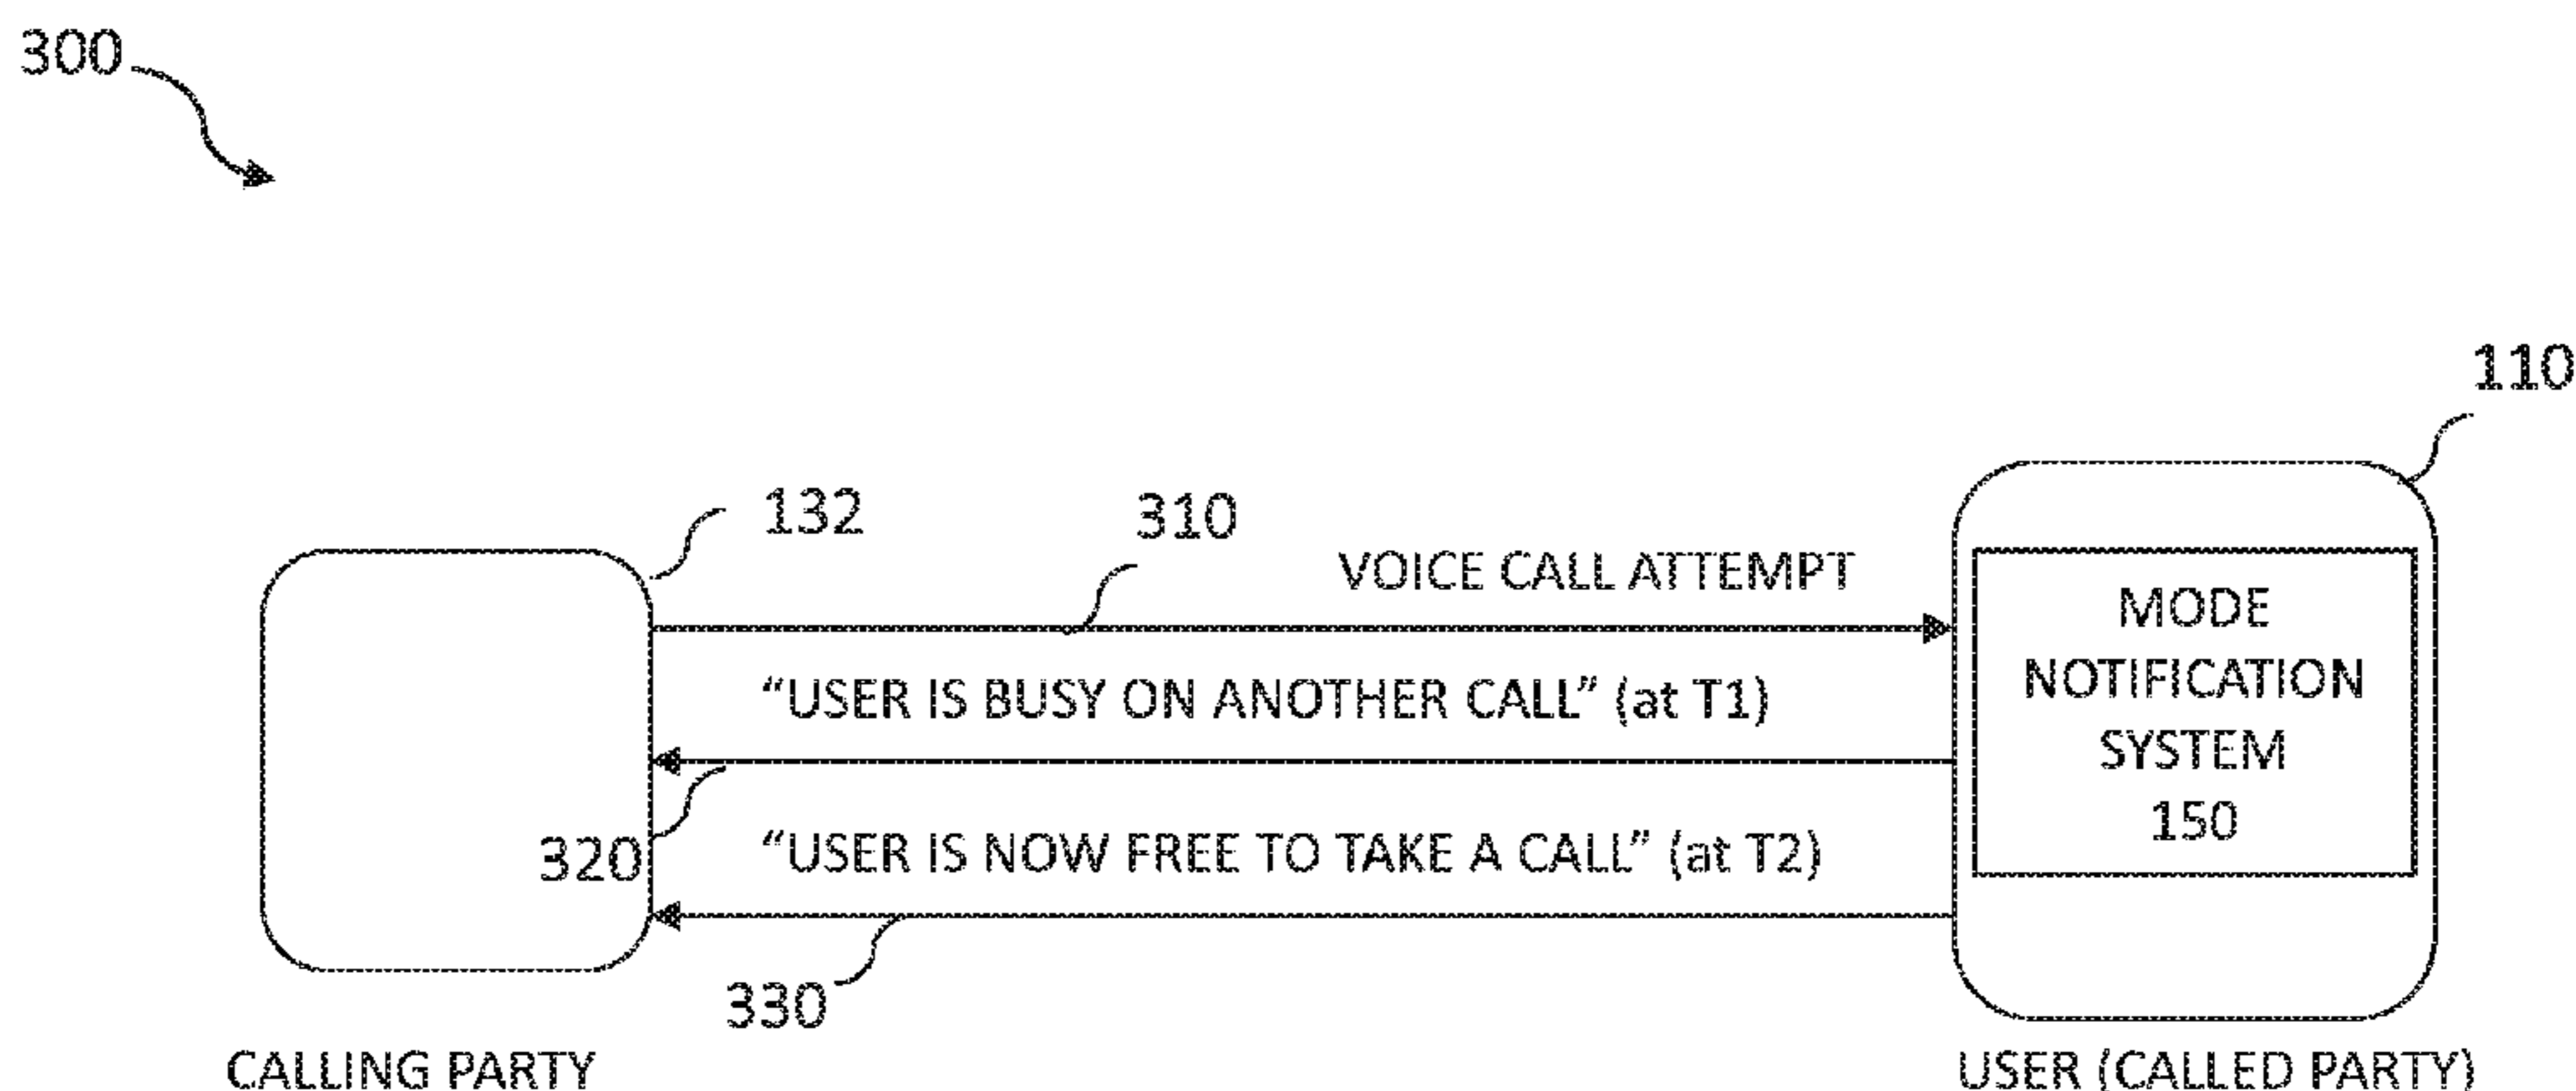 300
110
132
310
VOICE CALL ATTEMPT
MODE
NOTIFICATION
SYSTEM
150
“USER IS BUSY ON ANOTHER CALL” (at T1)
320
“USER IS NOW FREE TO TAKE A CALL” (at T2)
330
CALLING PARTY
USER (CALLED PARTY)